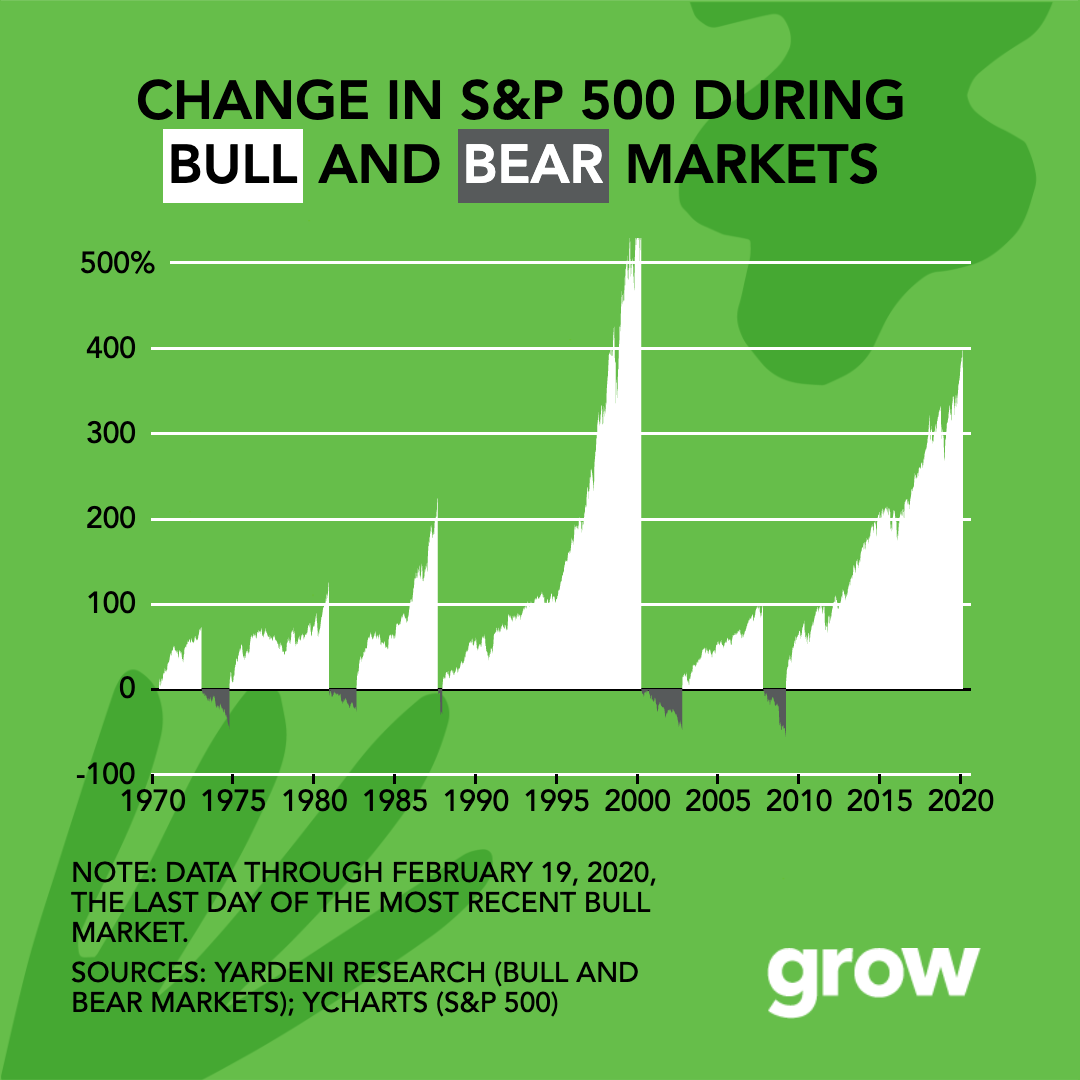 CHANGE IN S&P 500 DURING
BULL AND BEAR MARKETS
500%
400
300
200
100
0
-100
1970 1975 1980 1985 1990 1995 2000 2005 2010 2015 2020
NOTE: DATA THROUGH FEBRUARY 19, 2020,
THE LAST DAY OF THE MOST RECENT BULL
MARKET.
SOURCES: YARDENI RESEARCH (BULL AND
BEAR MARKETS); YCHARTS (S&P 500)
grow